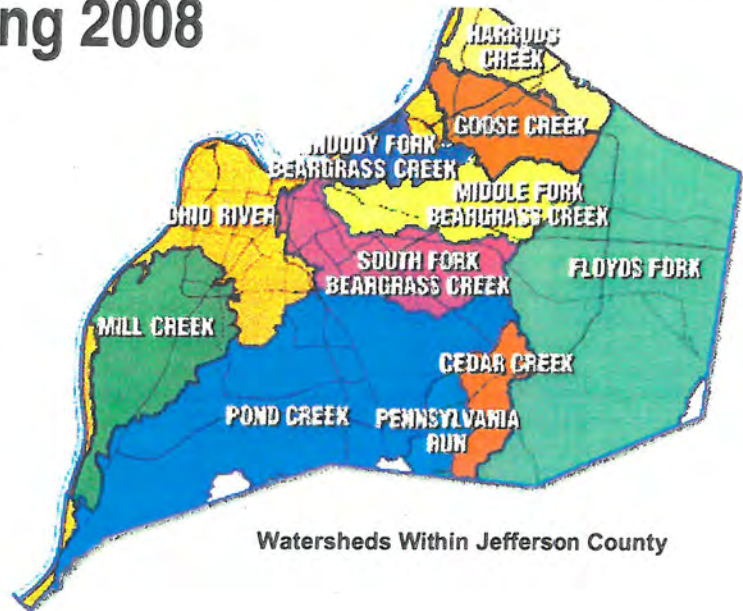 ng 2008
HARRODS
CREEK
GOOSE CREEK
MUDDY FORK
BEARGRASS CREEK
MIDDLE FORK
BEARGRASS CREEK
OHIO RIVER
SOUTH FORK
BEARGRASS CREEK
FLOYDS FORK
MILL CREEK
CEDAR CREEK
POND CREEK
PENNSYLVANIA
RUN
Watersheds Within Jefferson County